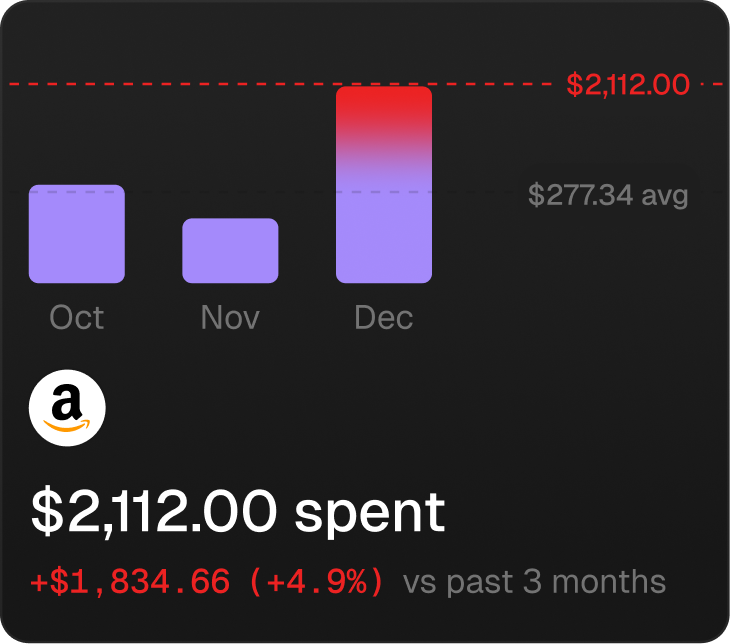 $2,112.00
$277.34 avg
Oct Nov Dec
a
$2,112.00 spent
+$1,834.66 (+4.9%) vs past 3 months